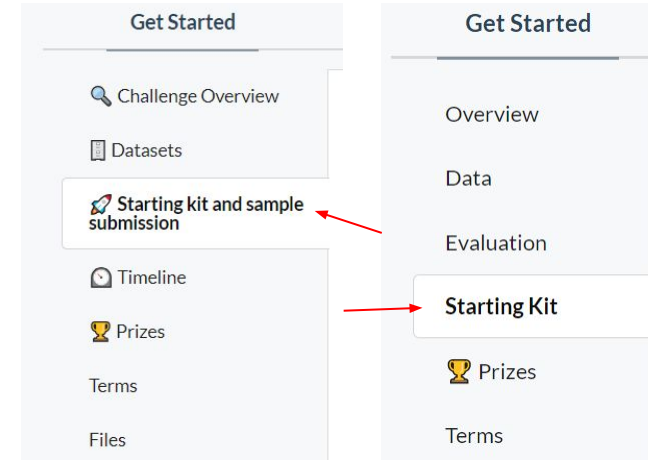 Get Started
Challenge Overview
Datasets
Starting kit and sample
submission
Timeline
Prizes
Terms
Files
Get Started
Overview
Data
Evaluation
Starting Kit
Prizes
Terms